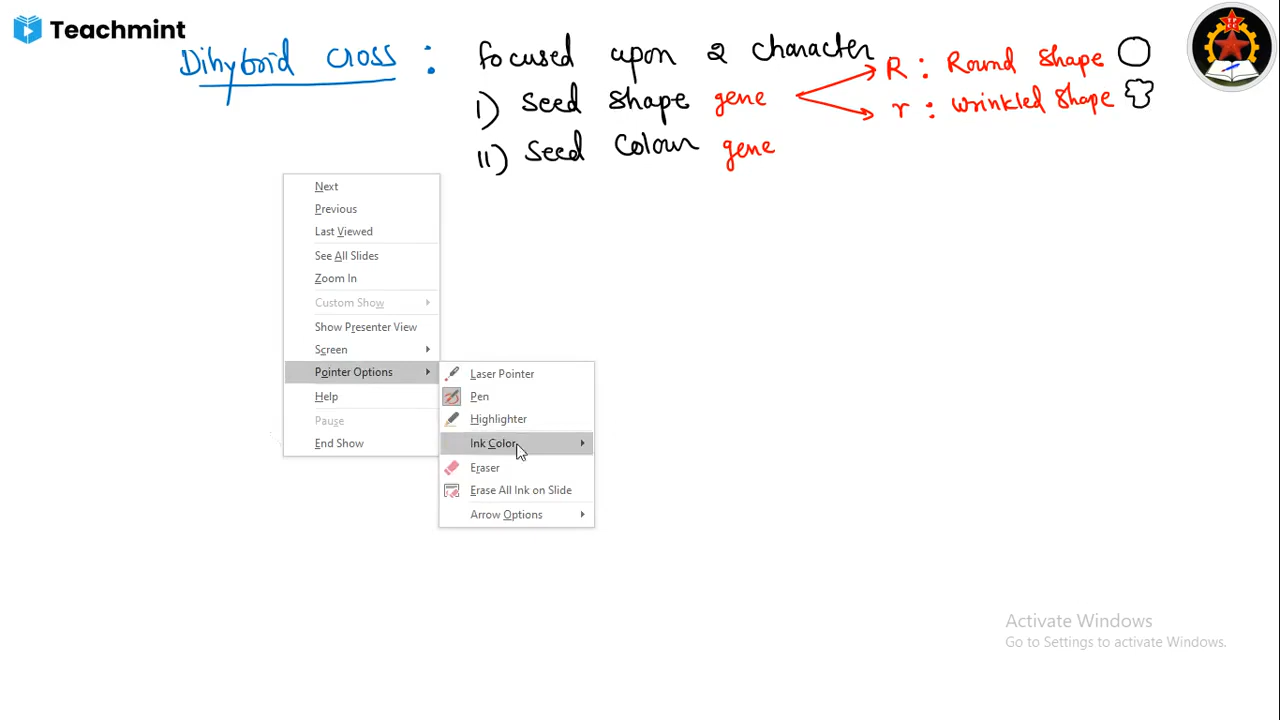 Teachmint
Dihybrid cross : focused upon 2 character
I) Seed shape gene
R : Round shape
r : wrinkled shape
II) Seed Colour gene
Next
Previous
Last Viewed
See All Slides
Zoom In
Custom Show
Show Presenter View
Screen
Pointer Options
Help
Pause
End Show
Laser Pointer
Pen
Highlighter
Ink Color
Eraser
Erase All Ink on Slide
Arrow Options
Activate Windows
Go to Settings to activate Windows.